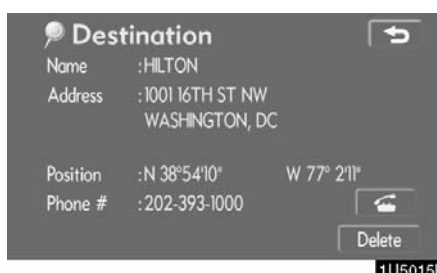 Destination
Name :HILTON
Address :1001 16TH ST NW
WASHINGTON, DC
Position :N 38°54'10" W 77° 2'11"
Phone # :202-393-1000
Delete
1U5015